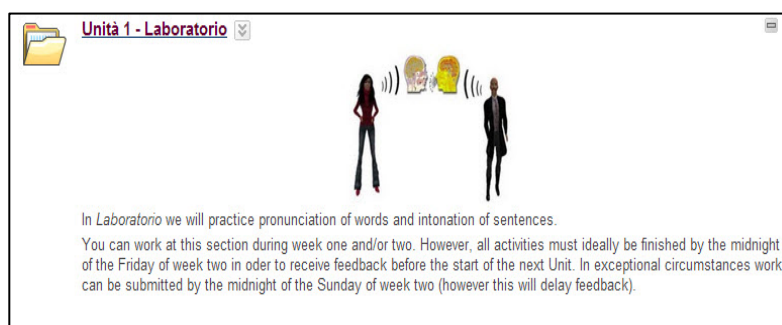 Unità 1 - Laboratorio
In Laboratorio we will practice pronunciation of words and intonation of sentences.
You can work at this section during week one and/or two. However, all activities must ideally be finished by the midnight
of the Friday of week two in oder to receive feedback before the start of the next Unit. In exceptional circumstances work
can be submitted by the midnight of the Sunday of week two (however this will delay feedback).